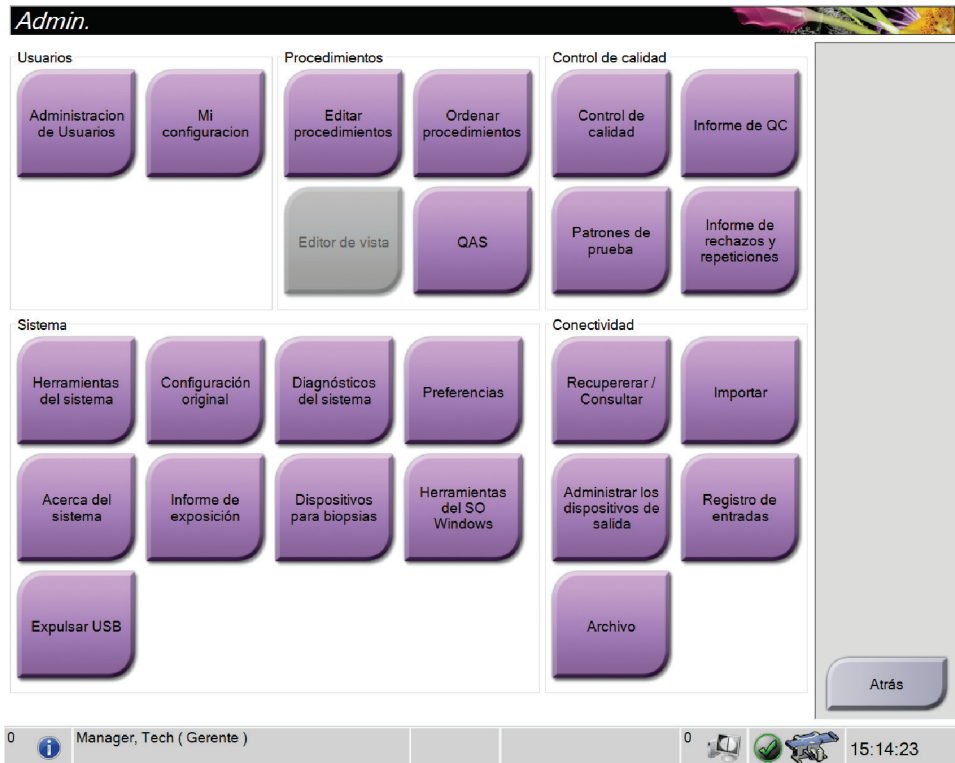 Admin.
Usuarios
Administracion
de Usuarios
Mi
configuracion
Procedimientos
Editar
procedimientos
Ordenar
procedimientos
Editor de vista
QAS
Control de calidad
Control de
calidad
Informe de QC
Patrones de
prueba
Informe de
rechazos y
repeticiones
Sistema
Herramientas
del sistema
Configuración
original
Diagnósticos
del sistema
Preferencias
Acerca del
sistema
Informe de
exposición
Dispositivos
para biopsias
Herramientas
del SO
Windows
Expulsar USB
Conectividad
Recupererar /
Consultar
Importar
Administrar los
dispositivos de
salida
Registro de
entradas
Archivo
Atrás
0
Manager, Tech ( Gerente )
0
15:14:23